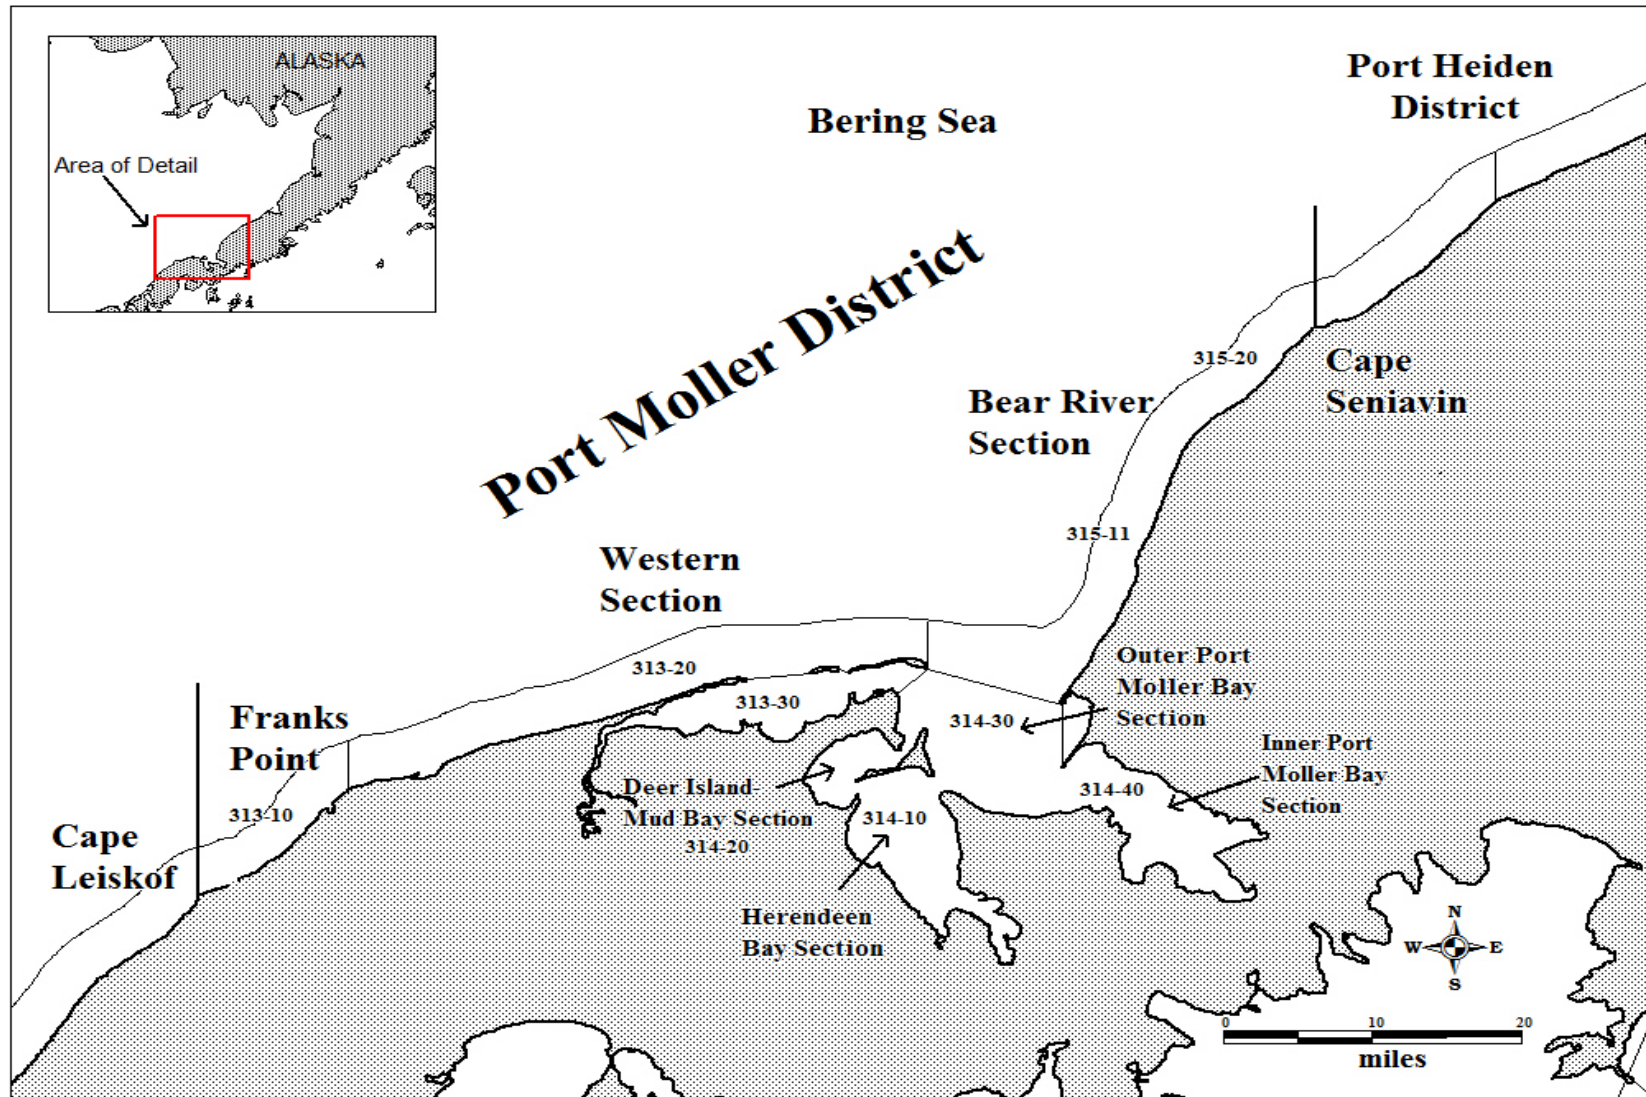 ALASKA
Area of Detail
Bering Sea
Port Heiden
District
Port Moller District
Cape
Seniavin
315-20
Bear River
Section
315-11
Western
Section
313-20
313-30
Outer Port
Moller Bay
Section
314-30
Franks
Point
313-10
Inner Port
Moller Bay
Section
314-40
Deer Island-
Mud Bay Section
314-20
314-10
Cape
Leiskof
Herendeen
Bay Section
N
W
E
S
0
10
20
miles